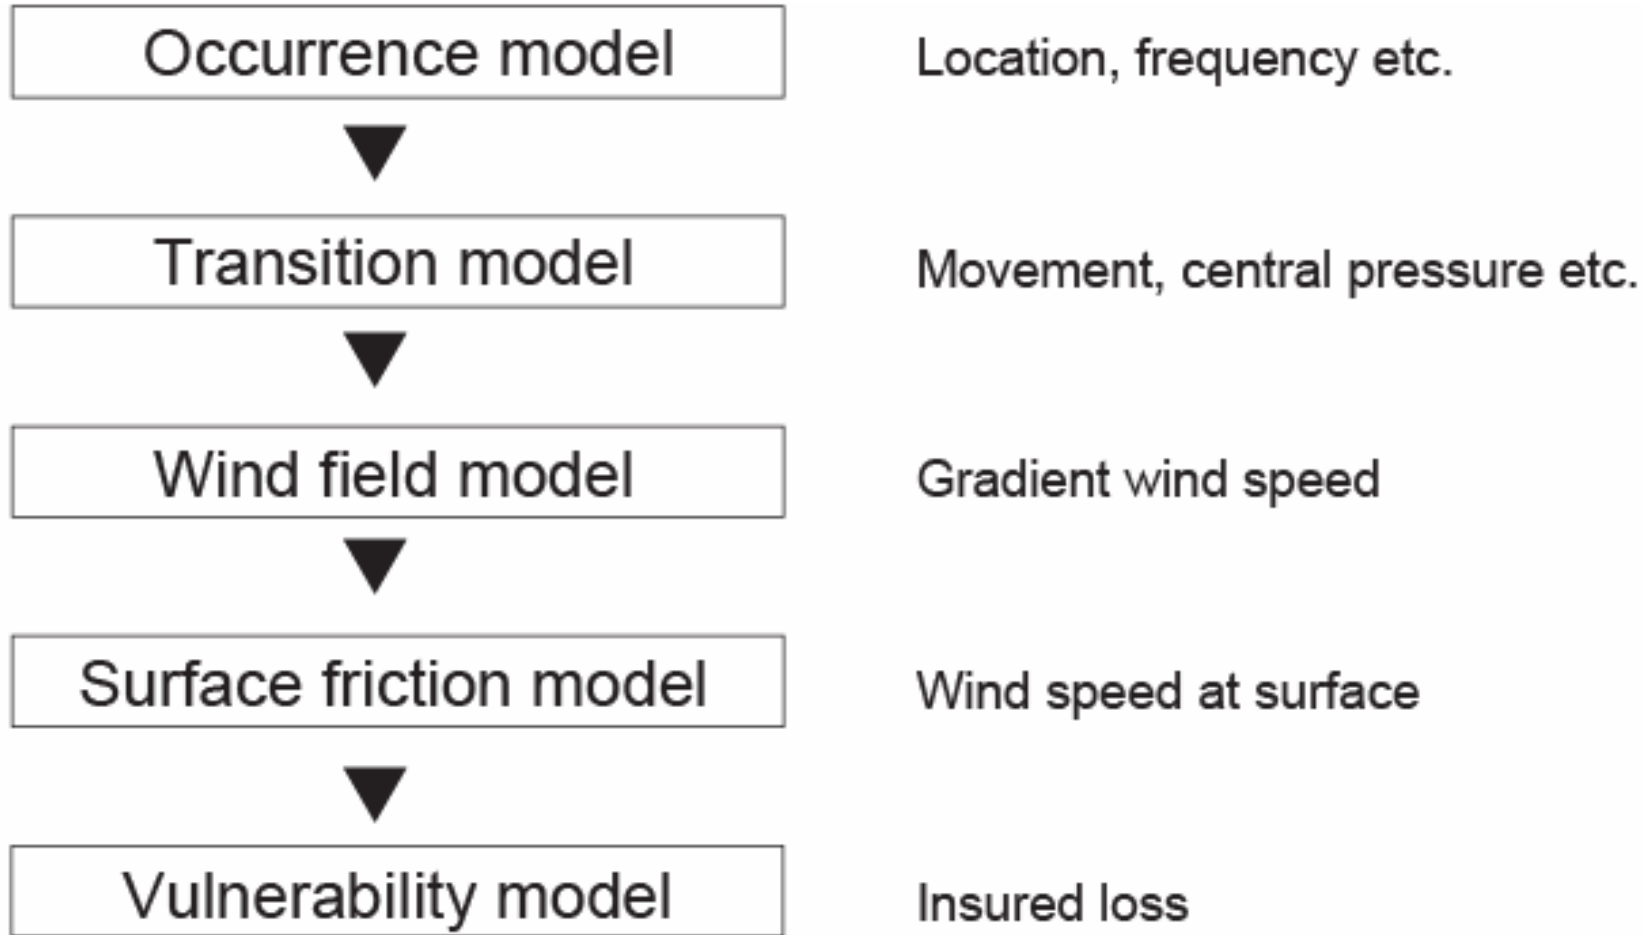 Occurrence model Location, frequency etc.
Transition model Movement, central pressure etc.
Wind field model Gradient wind speed
Surface friction model Wind speed at surface
Vulnerability model Insured loss